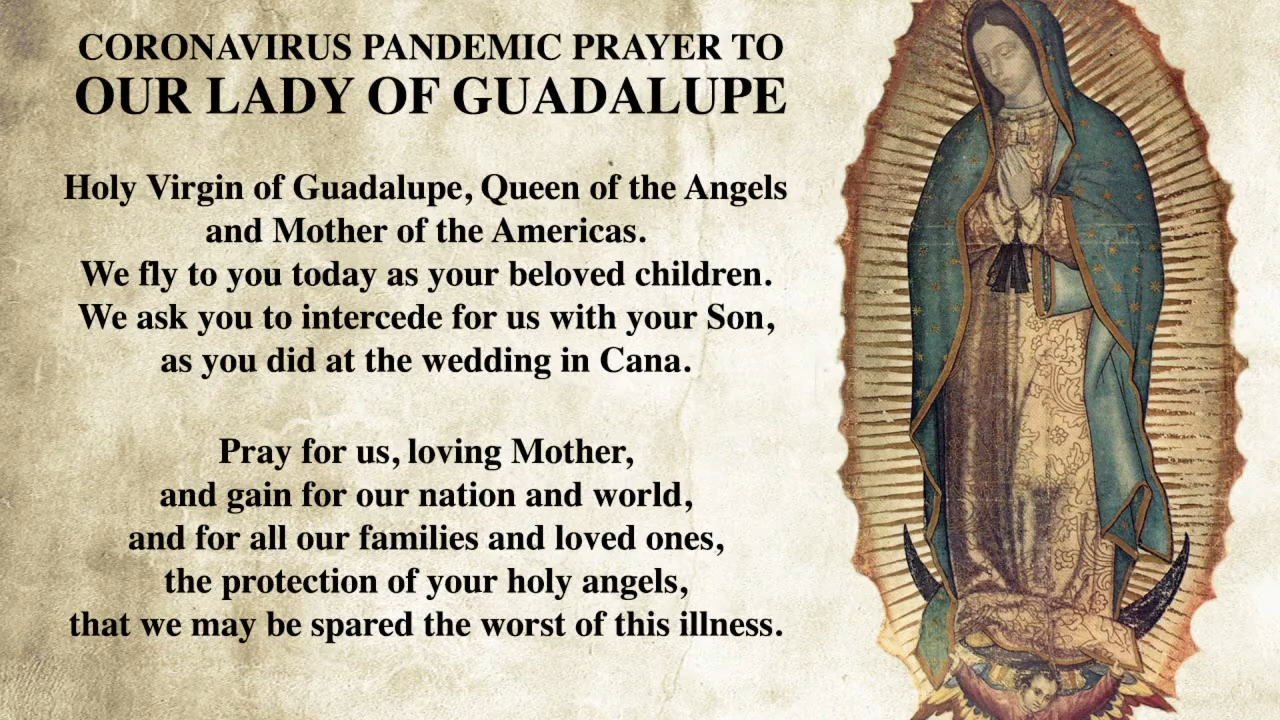 CORONAVIRUS PANDEMIC PRAYER TO
OUR LADY OF GUADALUPE
Holy Virgin of Guadalupe, Queen of the Angels
and Mother of the Americas.
We fly to you today as your beloved children.
We ask you to intercede for us with your Son,
as you did at the wedding in Cana.
Pray for us, loving Mother,
and gain for our nation and world,
and for all our families and loved ones,
the protection of your holy angels,
that we may be spared the worst of this illness.